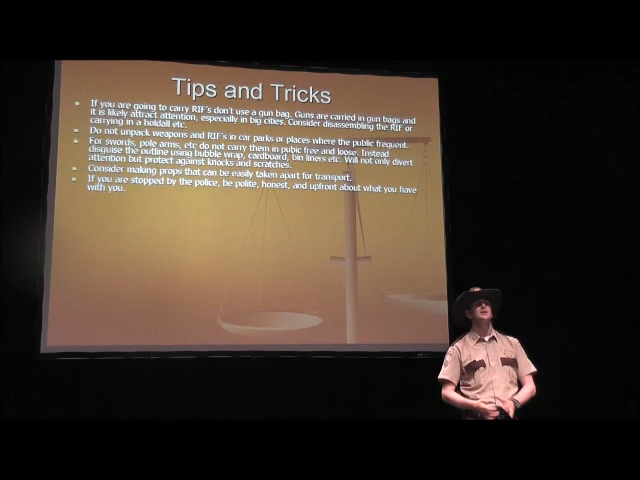 Tips and Tricks
If you are going to carry RIF's don't use a gun bag. Guns are carried in gun bags and
it is likely attract attention, especially in big cities. Consider disassembling the RIF or
carrying in a holdall etc.
Do not unpack weapons and RIF's in car parks or places where the public frequent.
For swords, pole arms, etc do not carry them in pubic free and loose. Instead
disguise the outline using bubble wrap, cardboard, bin liners etc. Will not only divert
attention but protect against knocks and scratches.
Consider making props that can be easily taken apart for transport.
If you are stopped by the police, be polite, honest, and upfront about what you have
with you.